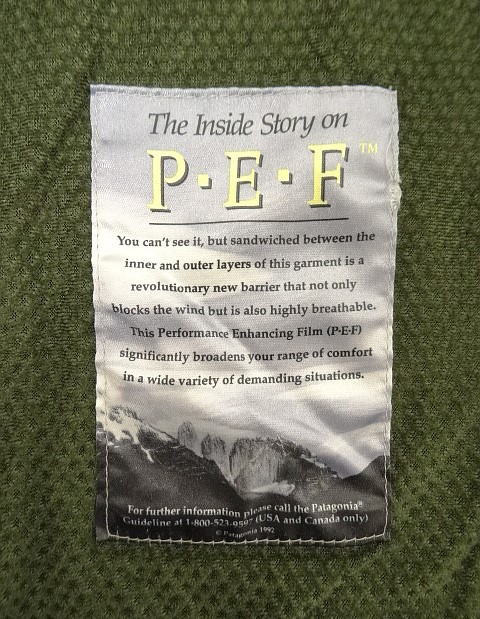 The Inside Story on
P·E·F™
You can't see it, but sandwiched between the
inner and outer layers of this garment is a
revolutionary new barrier that not only
blocks the wind but is also highly breathable.
This Performance Enhancing Film (P·E·F)
significantly broadens your range of comfort
in a wide variety of demanding situations.
For further information please call the Patagonia®
Guideline at 1-800-523-9597 (USA and Canada only)
© Patagonia 1992